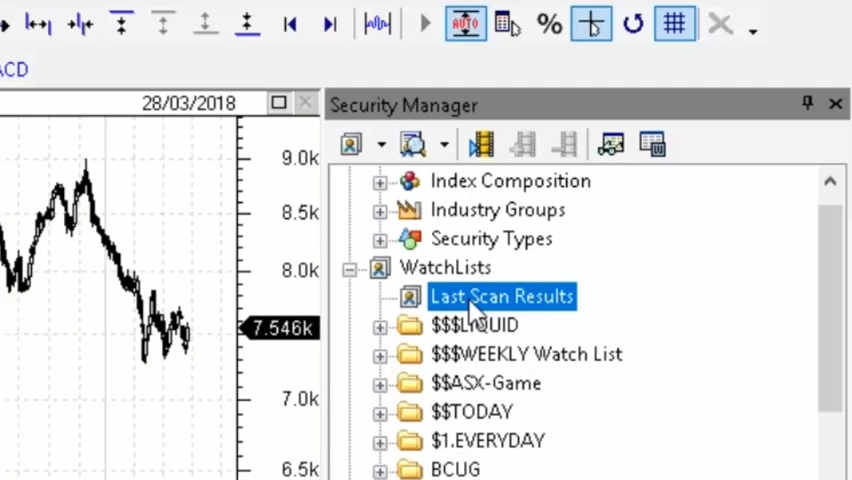 AUTO
%
ACD
28/03/2018
Security Manager
9.0k
8.5k
8.0k
7.546k
7.0k
6.5k
Index Composition
Industry Groups
Security Types
WatchLists
Last Scan Results
$$$LIQUID
$$$WEEKLY Watch List
$$ASX-Game
$$TODAY
$1.EVERYDAY
BCUG